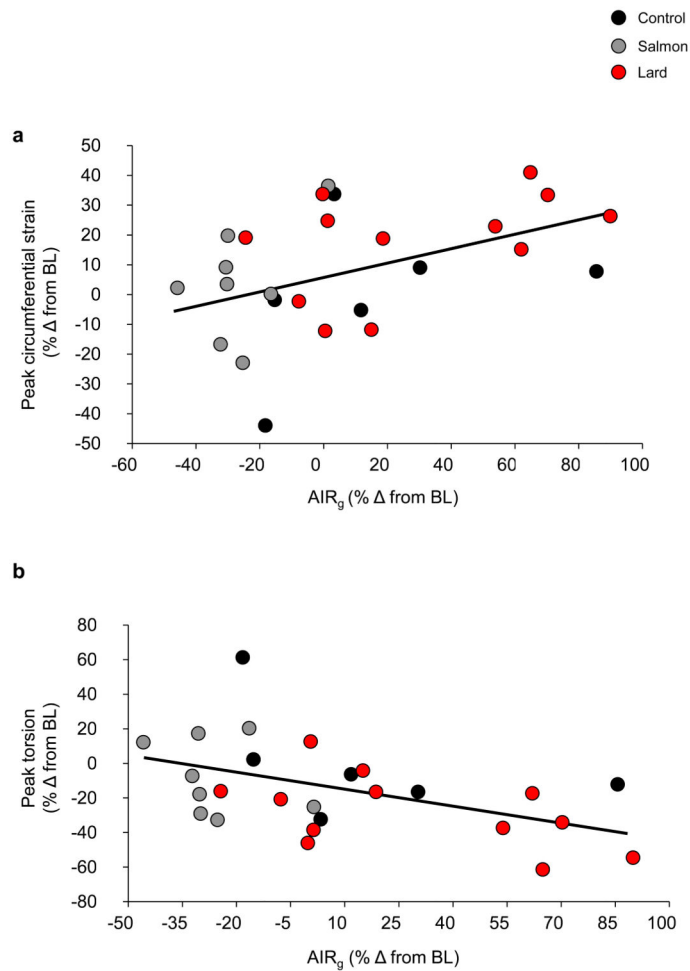 Control
Salmon
Lard
a
50
40
30
20
10
0
-10
-20
-30
-40
-50
-60 -40 -20 0 20 40 60 80 100
Peak circumferential strain
(% Δ from BL)
AIRg (% Δ from BL)
b
80
60
40
20
0
-20
-40
-60
-80
-50 -35 -20 -5 10 25 40 55 70 85 100
Peak torsion
(% Δ from BL)
AIRg (% Δ from BL)